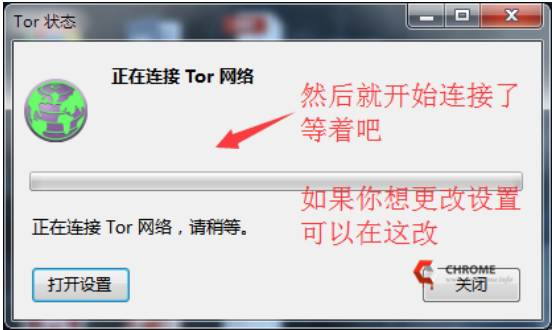 Tor 状态
正在连接 Tor 网络
然后就开始连接了
等着吧
如果你想更改设置
可以在这改
正在连接 Tor 网络，请稍等。
打开设置
CHROME
关闭